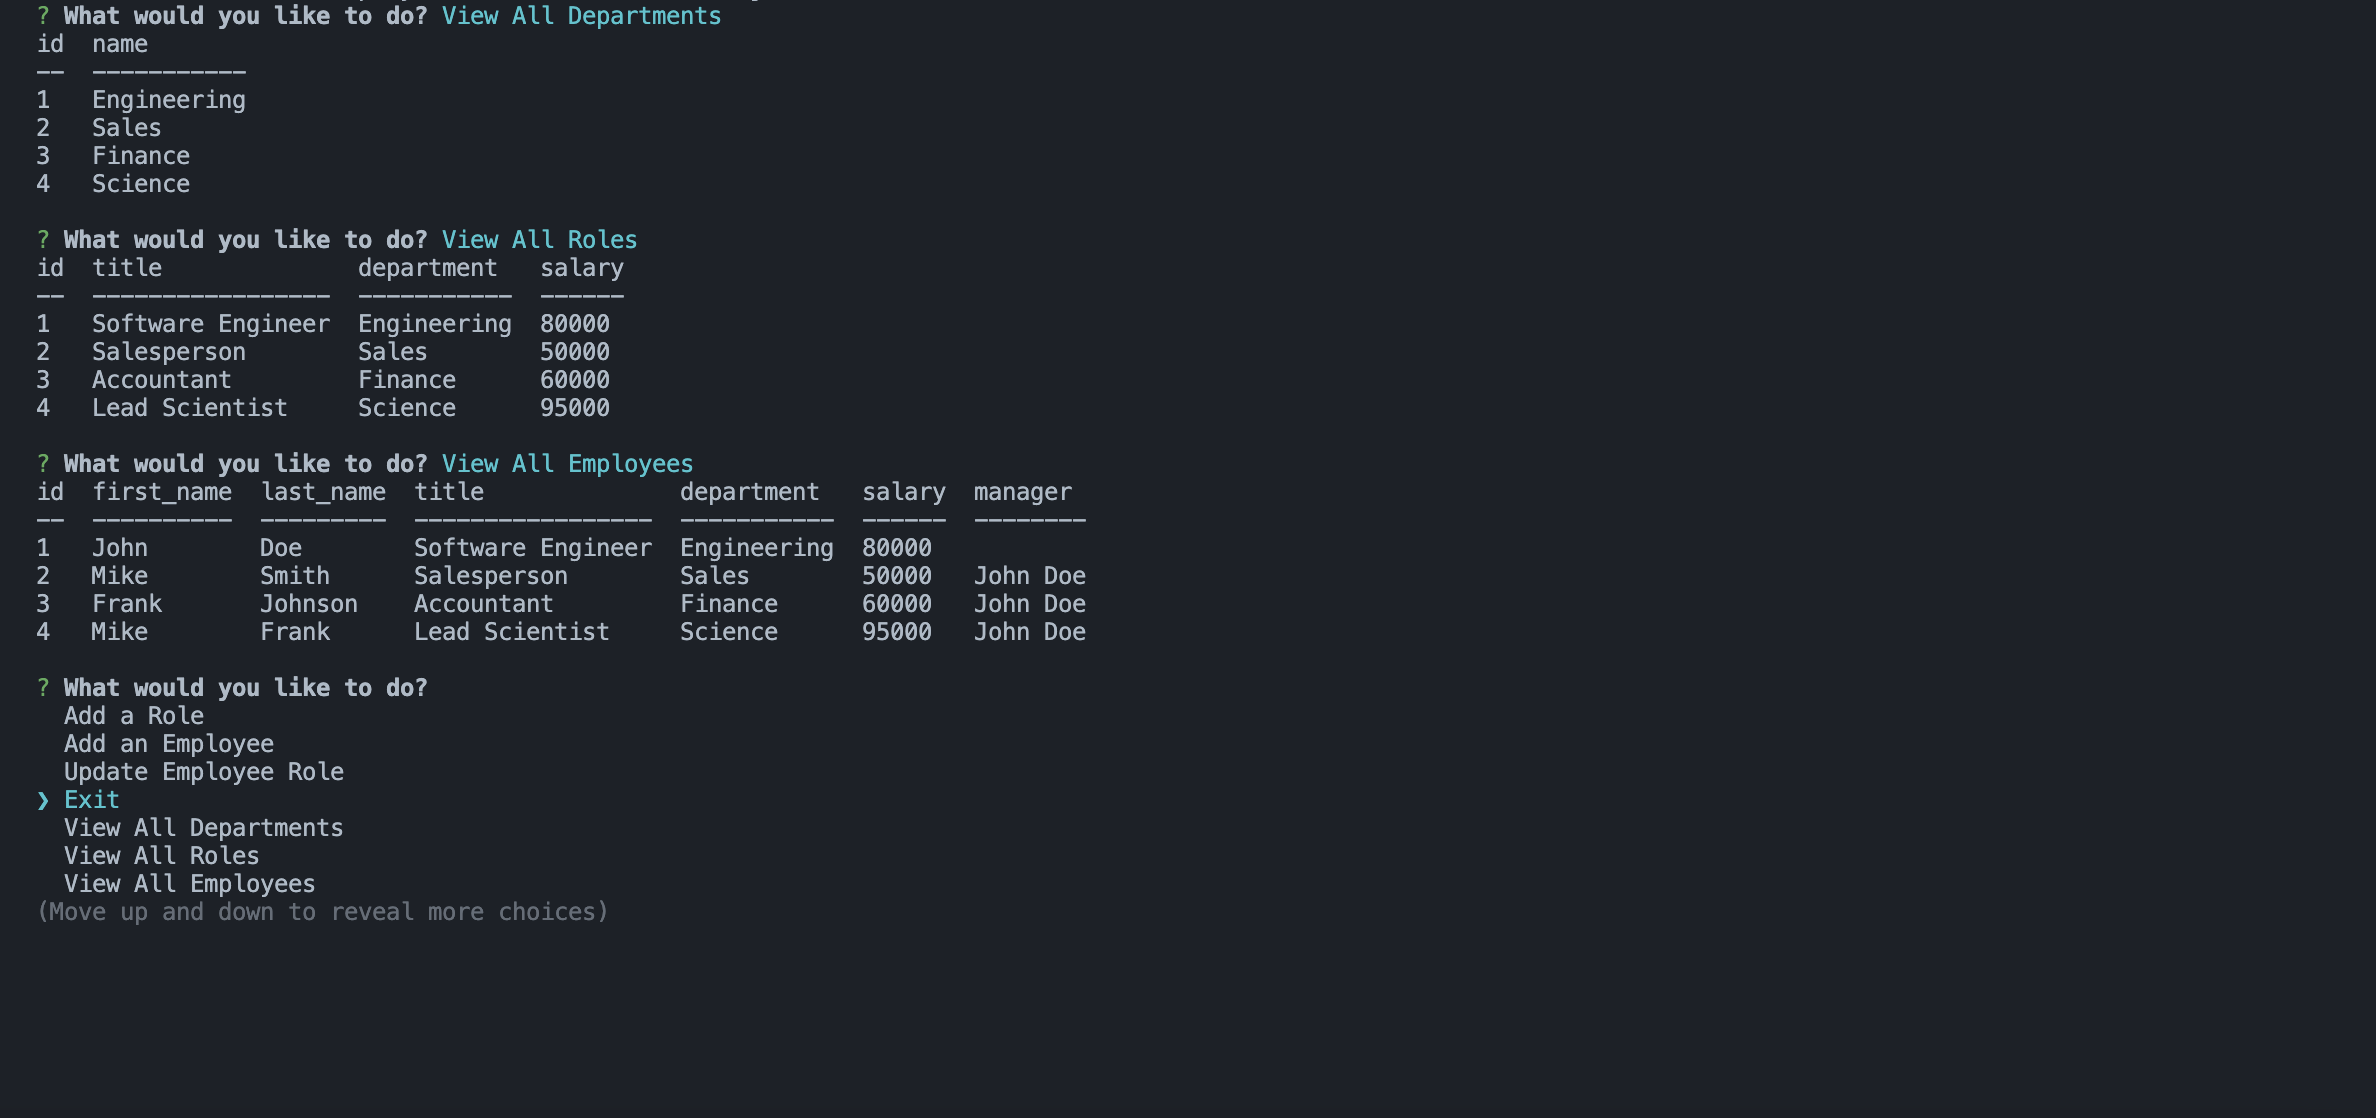 ? What would you like to do? View All Departments
id  name
--  -----------
1   Engineering
2   Sales
3   Finance
4   Science
? What would you like to do? View All Roles
id  title              department   salary
--  -----------------  -----------  ------
1   Software Engineer  Engineering  80000
2   Salesperson        Sales        50000
3   Accountant         Finance      60000
4   Lead Scientist     Science      95000
? What would you like to do? View All Employees
id  first_name  last_name  title              department   salary  manager
--  ----------  ---------  -----------------  -----------  ------  --------
1   John        Doe        Software Engineer  Engineering  80000
2   Mike        Smith      Salesperson        Sales        50000   John Doe
3   Frank       Johnson    Accountant         Finance      60000   John Doe
4   Mike        Frank      Lead Scientist     Science      95000   John Doe
? What would you like to do?
  Add a Role
  Add an Employee
  Update Employee Role
❯ Exit
  View All Departments
  View All Roles
  View All Employees
(Move up and down to reveal more choices)